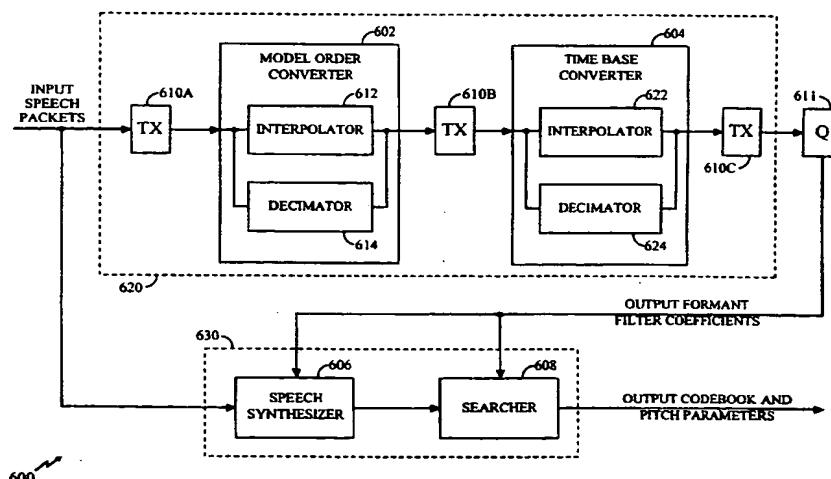 602
604
MODEL ORDER
CONVERTER
TIME BASE
CONVERTER
INPUT
SPEECH
PACKETS
610A
612
610B
622
611
TX
INTERPOLATOR
TX
INTERPOLATOR
TX
Q
610C
DECIMATOR
DECIMATOR
614
624
620
OUTPUT FORMANT
FILTER COEFFICIENTS
630
606
608
SPEECH
SYNTHESIZER
SEARCHER
OUTPUT CODEBOOK AND
PITCH PARAMETERS
600